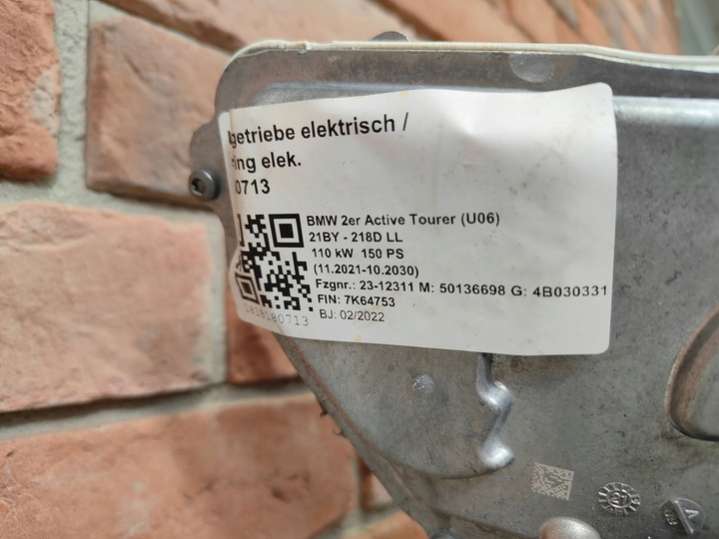 getriebe elektrisch /
elek.
0713
BMW 2er Active Tourer (U06)
21BY - 218D LL
110 kW 150 PS
(11.2021-10.2030)
Fzgnr.: 23-12311 M: 50136698 G: 4B030331
FIN: 7K64753
BJ: 02/2022